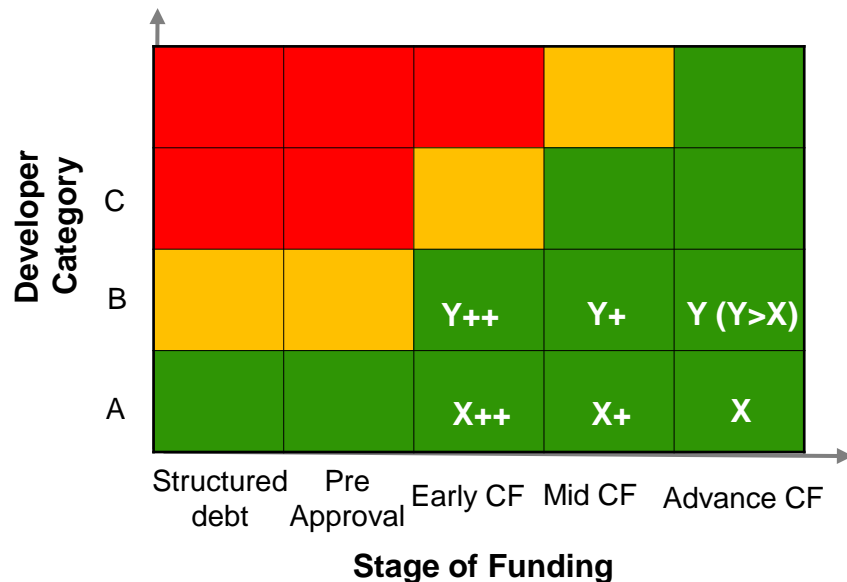 Developer
Category
C
B
Y++ Y+ Y (Y>X)
A
X++ X+ X
Structured
debt
Pre
Approval
Early CF
Mid CF
Advance CF
Stage of Funding